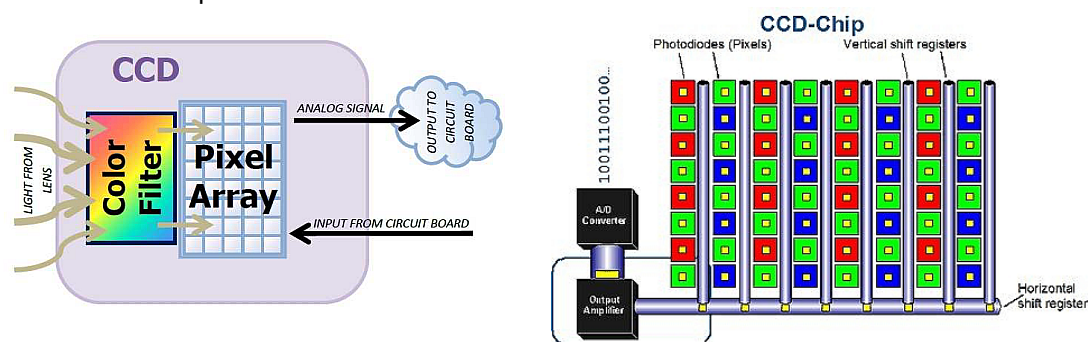 CCD
LIGHT FROM
LENS
Color
Filter
Pixel
Array
ANALOG SIGNAL
OUTPUT TO
CIRCUIT
BOARD
INPUT FROM CIRCUIT BOARD
CCD-Chip
Photodiodes (Pixels)
Vertical shift registers
100111100100...
A/D
Converter
Output
Amplifier
Horizontal
shift register